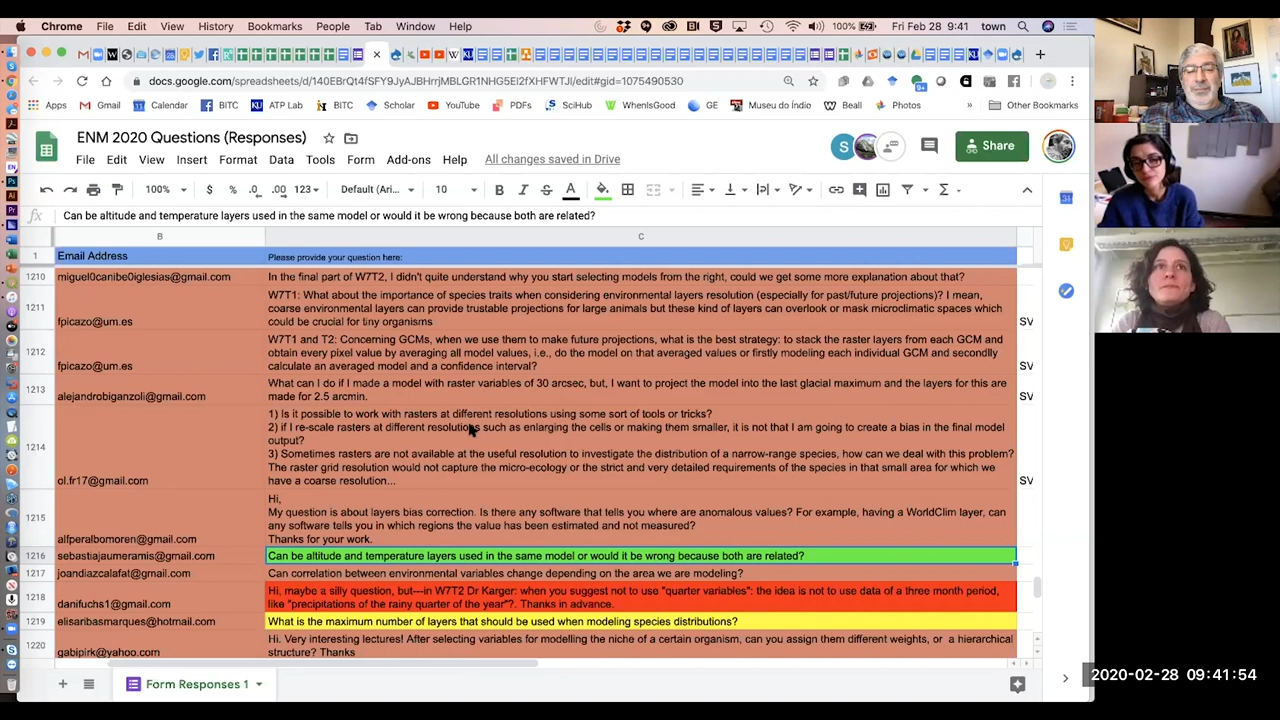 Chrome File Edit View History Bookmarks People Tab Window Help 100% Fri Feb 28 9:41 town
docs.google.com/spreadsheets/d/140EBrQt4fSFY9JyAJBHrrjMBLGR1NHG5El2fXHFWTJI/edit#gid=1075490530
Apps Gmail Calendar BITC ATP Lab BITC Scholar YouTube PDFs SciHub WhenIsGood GE Museu do Índio Beall Photos » Other Bookmarks
ENM 2020 Questions (Responses)
File Edit View Insert Format Data Tools Form Add-ons Help All changes saved in Drive
S
Share
100% $ % .0 .00 123 Default (Ari... 10 B I S A
fx Can be altitude and temperature layers used in the same model or would it be wrong because both are related?
B C
1 Email Address Please provide your question here:
1210 miguel0canibe0iglesias@gmail.com In the final part of W7T2, I didn't quite understand why you start selecting models from the right, could we get some more explanation about that?
W7T1: What about the importance of species traits when considering environmental layers resolution (especially for past/future projections)? I mean,
1211 coarse environmental layers can provide trustable projections for large animals but these kind of layers can overlook or mask microclimatic spaces which
fpicazo@um.es could be crucial for tiny organisms SV
W7T1 and T2: Concerning GCMs, when we use them to make future projections, what is the best strategy: to stack the raster layers from each GCM and
1212 obtain every pixel value by averaging all model values, i.e., do the model on that averaged values or firstly modeling each individual GCM and secondlly
fpicazo@um.es calculate an averaged model and a confidence interval? SV
1213 What can I do if I made a model with raster variables of 30 arcsec, but, I want to project the model into the last glacial maximum and the layers for this are
alejandrobiganzoli@gmail.com made for 2.5 arcmin. SV
1) Is it possible to work with rasters at different resolutions using some sort of tools or tricks?
2) if I re-scale rasters at different resolutions such as enlarging the cells or making them smaller, it is not that I am going to create a bias in the final model
1214 output?
3) Sometimes rasters are not available at the useful resolution to investigate the distribution of a narrow-range species, how can we deal with this problem?
The raster grid resolution would not capture the micro-ecology or the strict and very detailed requirements of the species in that small area for which we
ol.fr17@gmail.com have a coarse resolution... SV
Hi,
1215 My question is about layers bias correction. Is there any software that tells you where are anomalous values? For example, having a WorldClim layer, can
any software tells you in which regions the value has been estimated and not measured?
alfperalbomoren@gmail.com Thanks for your work.
1216 sebastiajaumeramis@gmail.com Can be altitude and temperature layers used in the same model or would it be wrong because both are related?
1217 joandiazcalafat@gmail.com Can correlation between environmental variables change depending on the area we are modeling?
1218 Hi, maybe a silly question, but---in W7T2 Dr Karger: when you suggest not to use "quarter variables": the idea is not to use data of a three month period,
danifuchs1@gmail.com like "precipitations of the rainy quarter of the year"?. Thanks in advance.
1219 elisaribasmarques@hotmail.com What is the maximum number of layers that should be used when modeling species distributions?
1220 Hi. Very interesting lectures! After selecting variables for modelling the niche of a certain organism, can you assign them different weights, or a hierarchical
gabipirk@yahoo.com structure? Thanks
Form Responses 1
2020-02-28 09:41:54